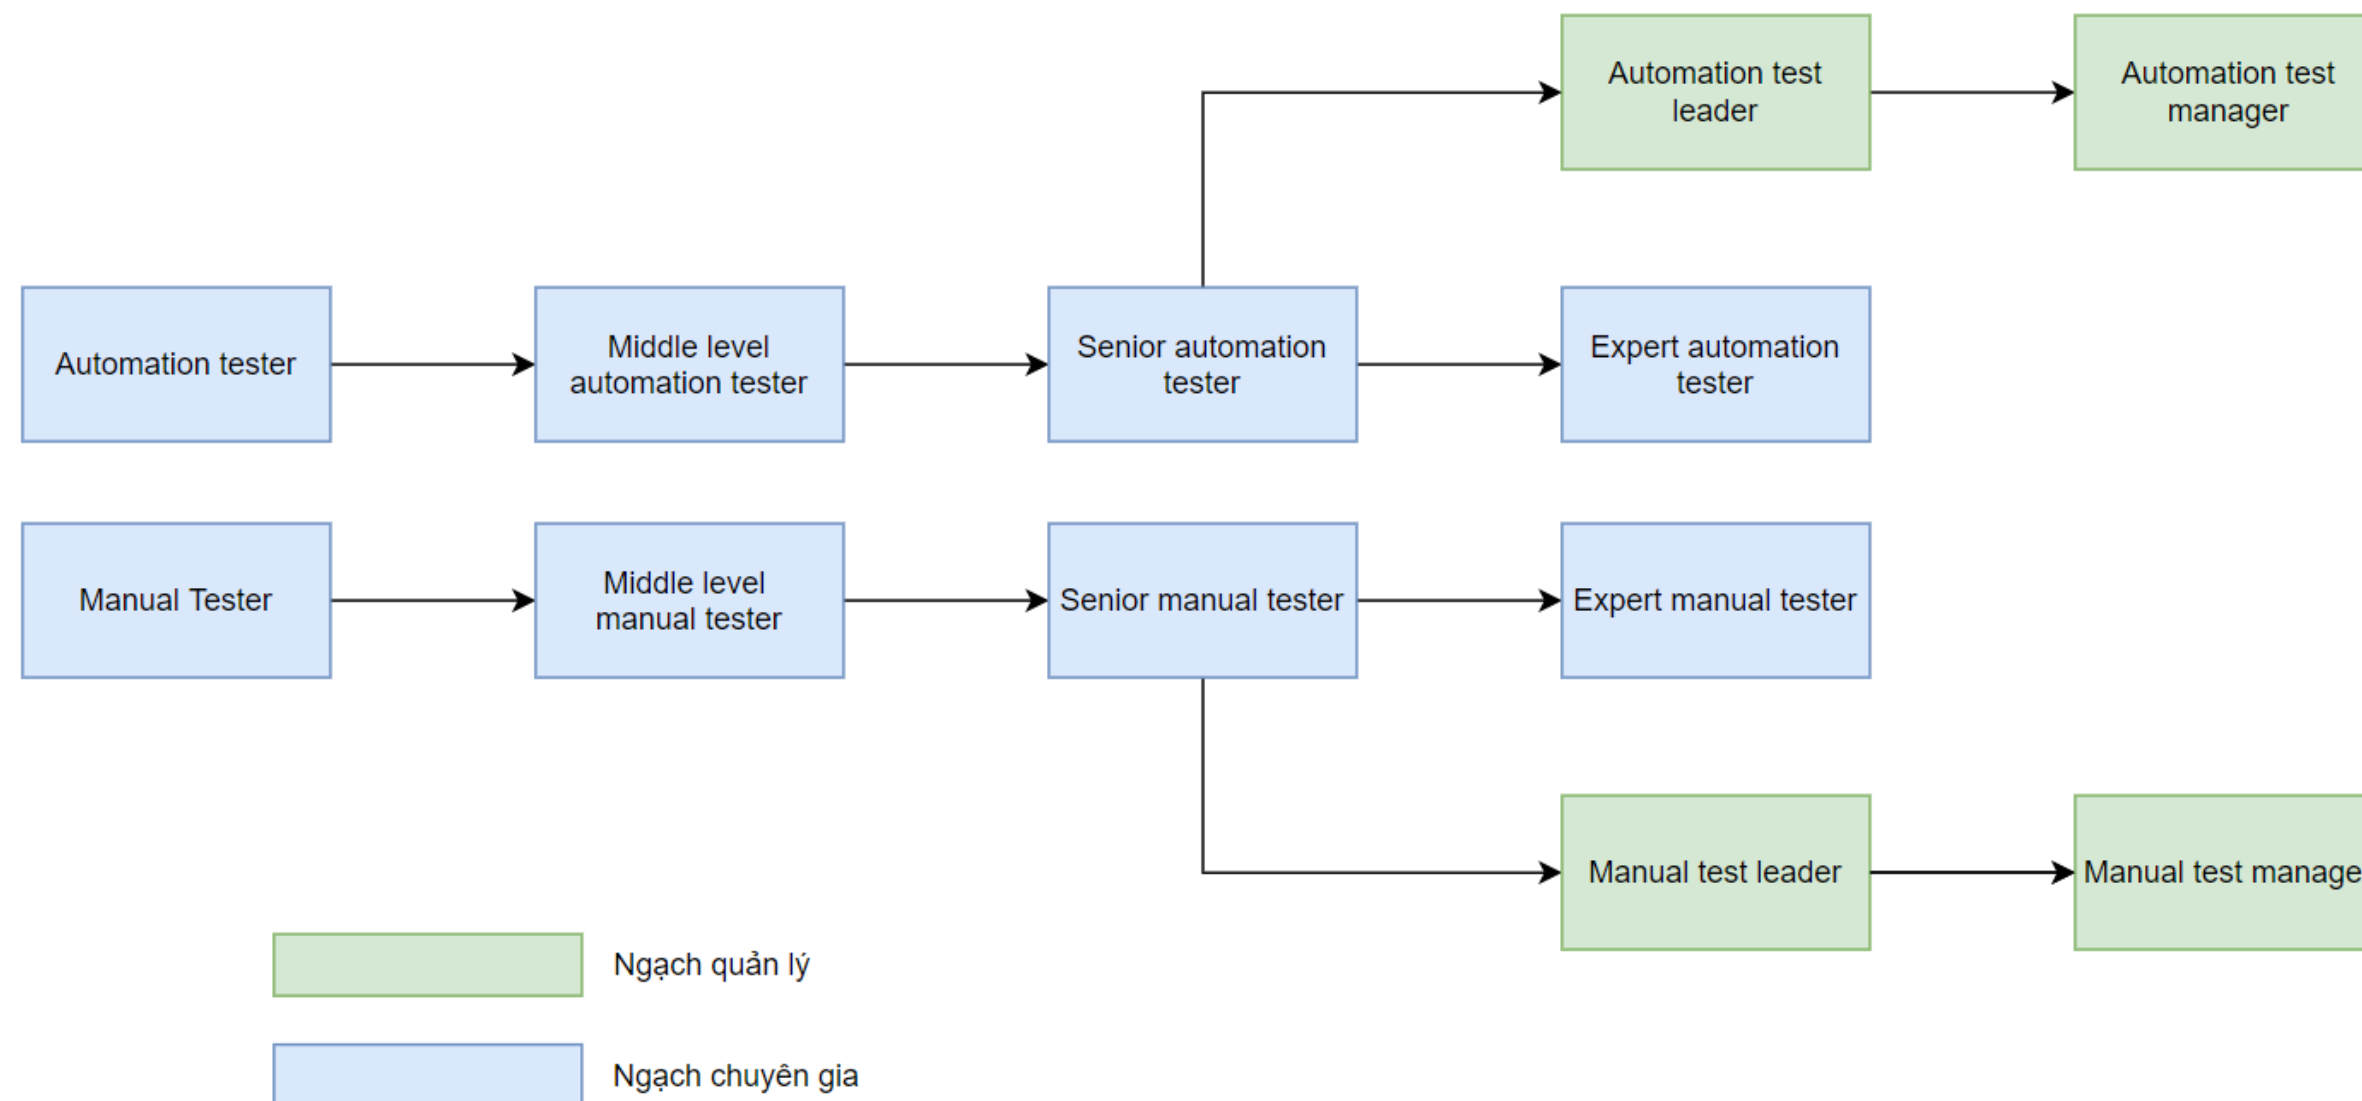 Automation test
leader
Automation test
manager
Automation tester
Middle level
automation tester
Senior automation
tester
Expert automation
tester
Manual Tester
Middle level
manual tester
Senior manual tester
Expert manual tester
Manual test leader
Manual test manage
Ngạch quản lý
Ngạch chuyên gia